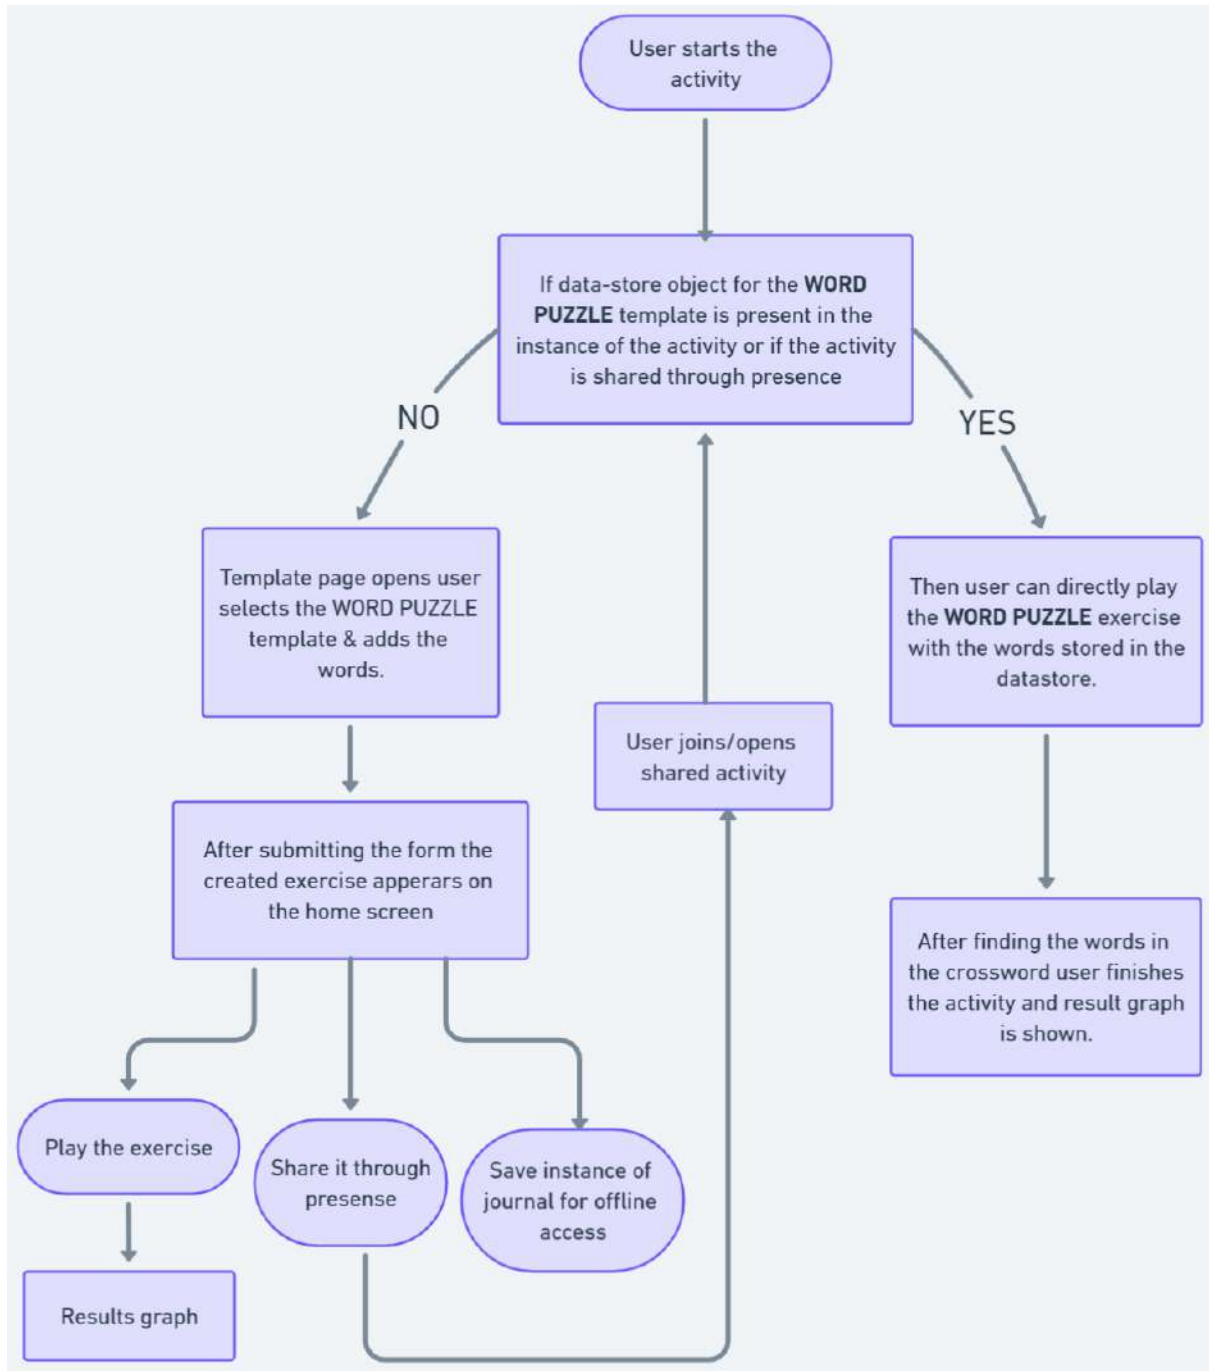 User starts the
activity
If data-store object for the WORD
PUZZLE template is present in the
instance of the activity or if the activity
is shared through presence
NO
YES
Template page opens user
selects the WORD PUZZLE
template & adds the
words.
Then user can directly play
the WORD PUZZLE exercise
with the words stored in the
datastore.
User joins/opens
shared activity
After submitting the form the
created exercise apperars on
the home screen
After finding the words in
the crossword user finishes
the activity and result graph
is shown.
Play the exercise
Share it through
presense
Save instance of
journal for offline
access
Results graph